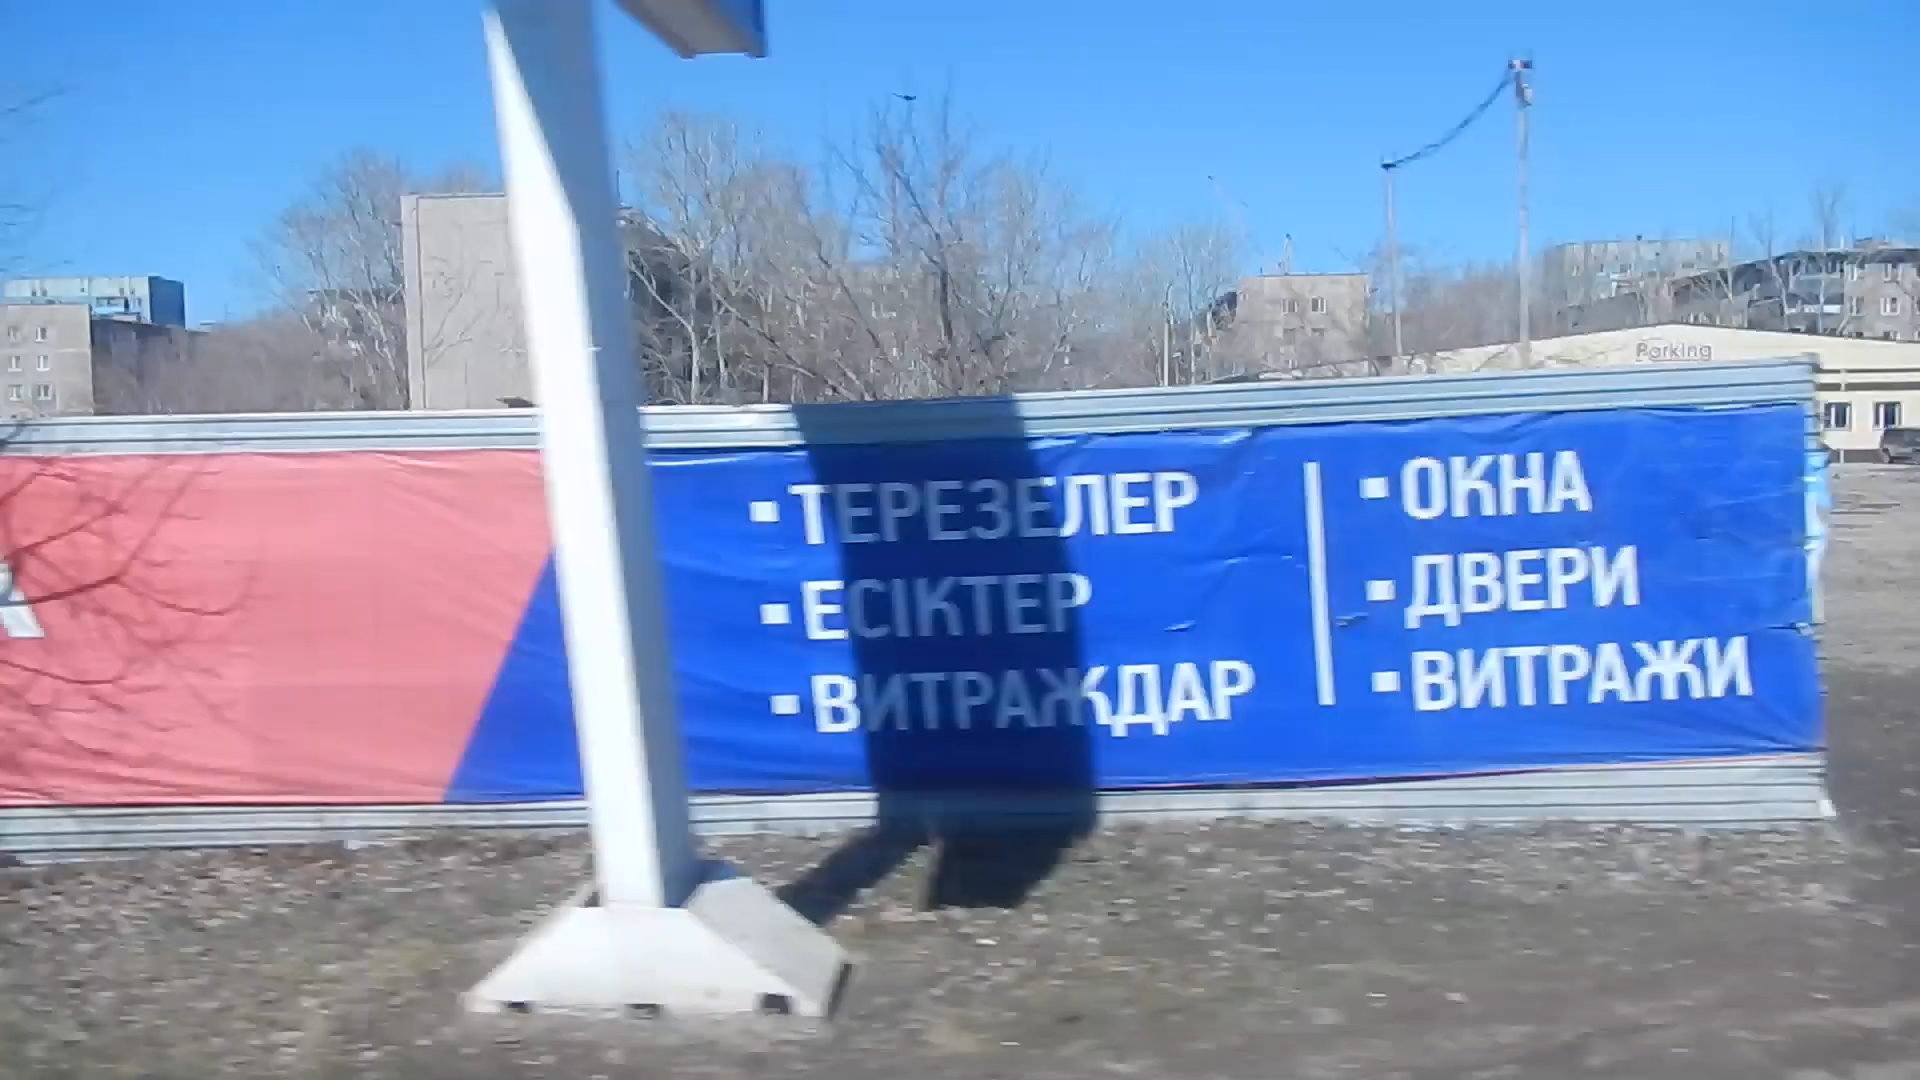 Parking
▪ ТЕРЕЗЕЛЕР
▪ ЕСІКТЕР
▪ ВИТРАЖДАР
▪ ОКНА
▪ ДВЕРИ
▪ ВИТРАЖИ